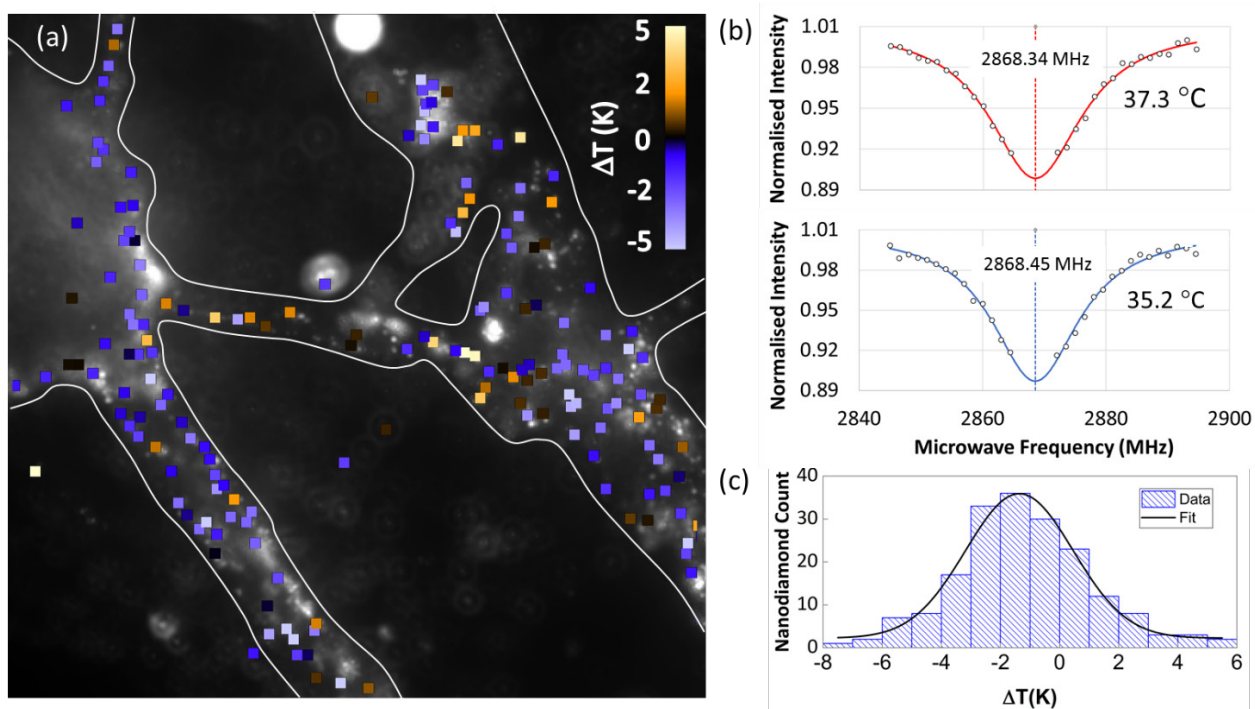 (a)
5
2
0
-2
-5
ΔT (K)
(b)
1.01
0.98
0.95
0.92
0.89
Normalised Intensity
2868.34 MHz
37.3 °C
1.01
0.98
0.95
0.92
0.89
Normalised Intensity
2868.45 MHz
35.2 °C
2840 2860 2880 2900
Microwave Frequency (MHz)
(c)
40
30
20
10
0
Nanodiamond Count
Data
Fit
-8 -6 -4 -2 0 2 4 6
ΔT(K)